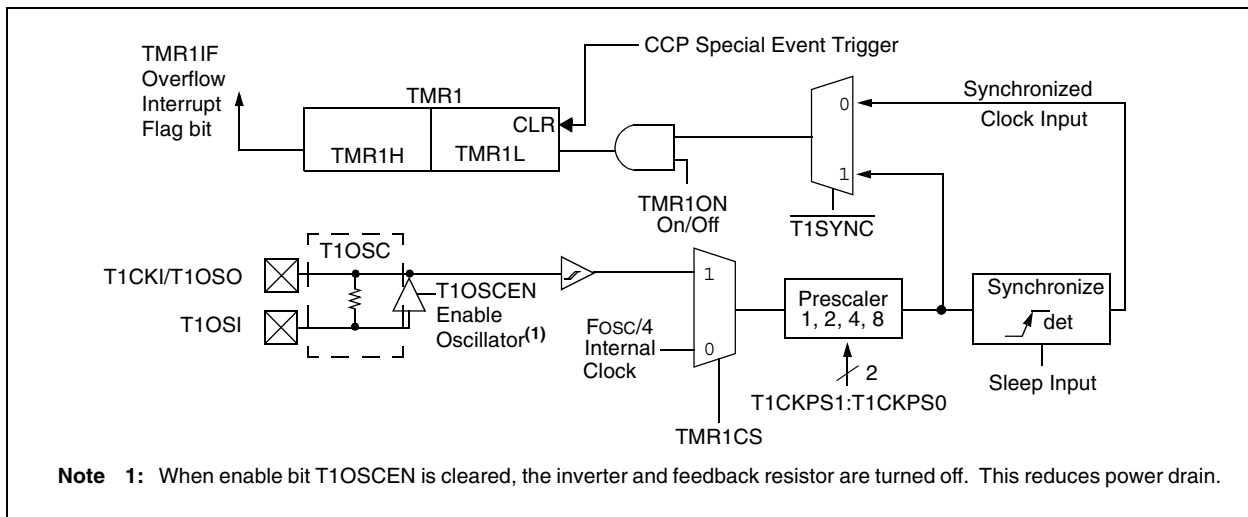 TMR1IF
Overflow
Interrupt
Flag bit
TMR1
CCP Special Event Trigger
CLR
TMR1H
TMR1L
TMR1ON
On/Off
0
1
T1SYNC
Synchronized
Clock Input
T1OSC
T1CKI/T1OSO
T1OSI
T1OSCEN
Enable
Oscillator(1)
FOSC/4
Internal
Clock
1
0
TMR1CS
Prescaler
1, 2, 4, 8
2
T1CKPS1:T1CKPS0
Synchronize
det
Sleep Input
Note 1: When enable bit T1OSCEN is cleared, the inverter and feedback resistor are turned off. This reduces power drain.